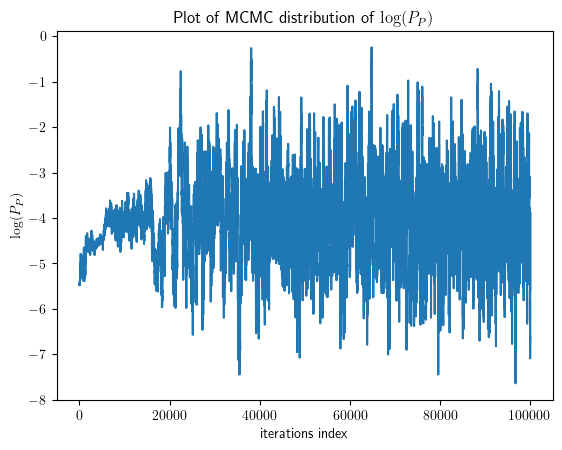 Plot of MCMC distribution of log(P_P)
0
−1
−2
−3
−4
−5
−6
−7
−8
log(P_P)
0 20000 40000 60000 80000 100000
iterations index